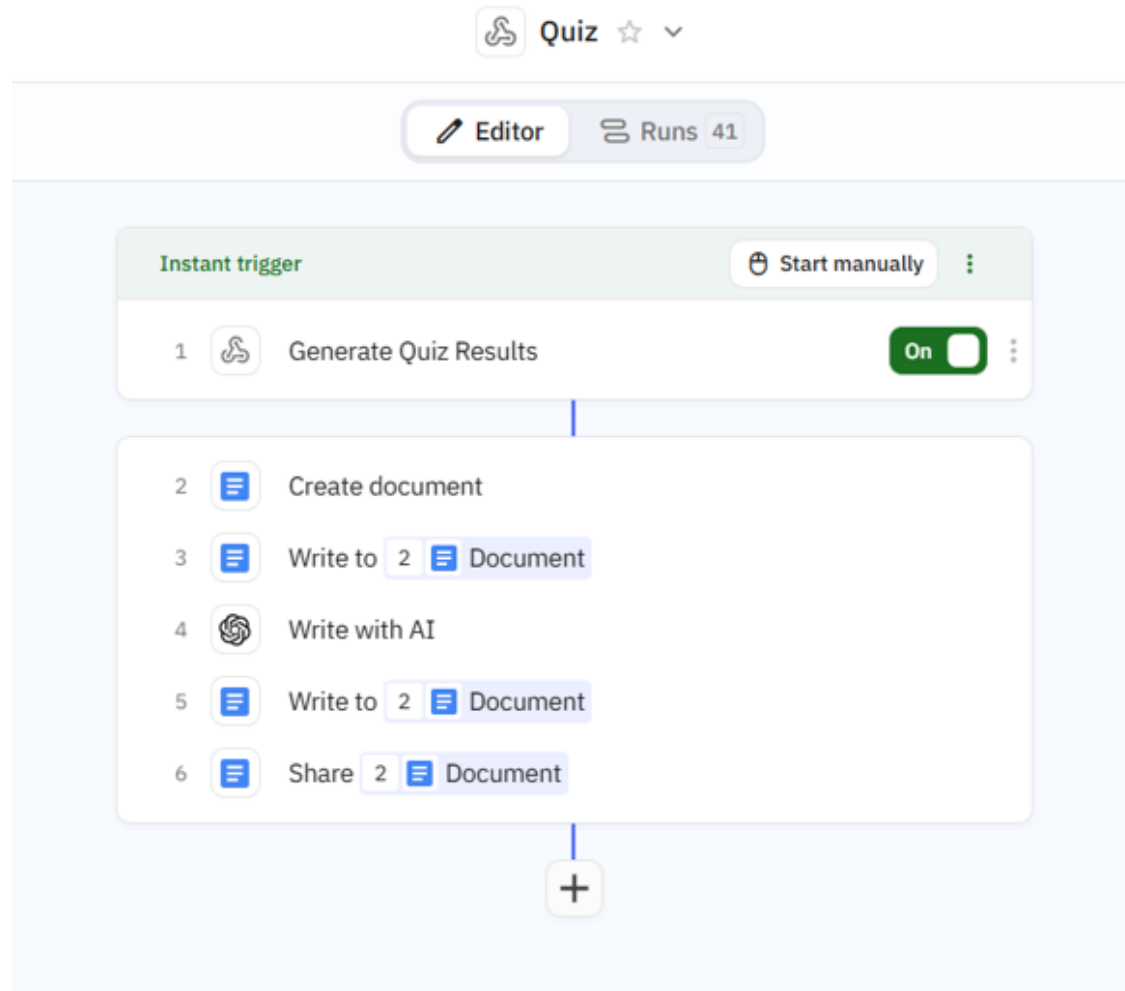 Quiz
Editor Runs 41
Instant trigger Start manually
1 Generate Quiz Results On
2 Create document
3 Write to 2 Document
4 Write with AI
5 Write to 2 Document
6 Share 2 Document